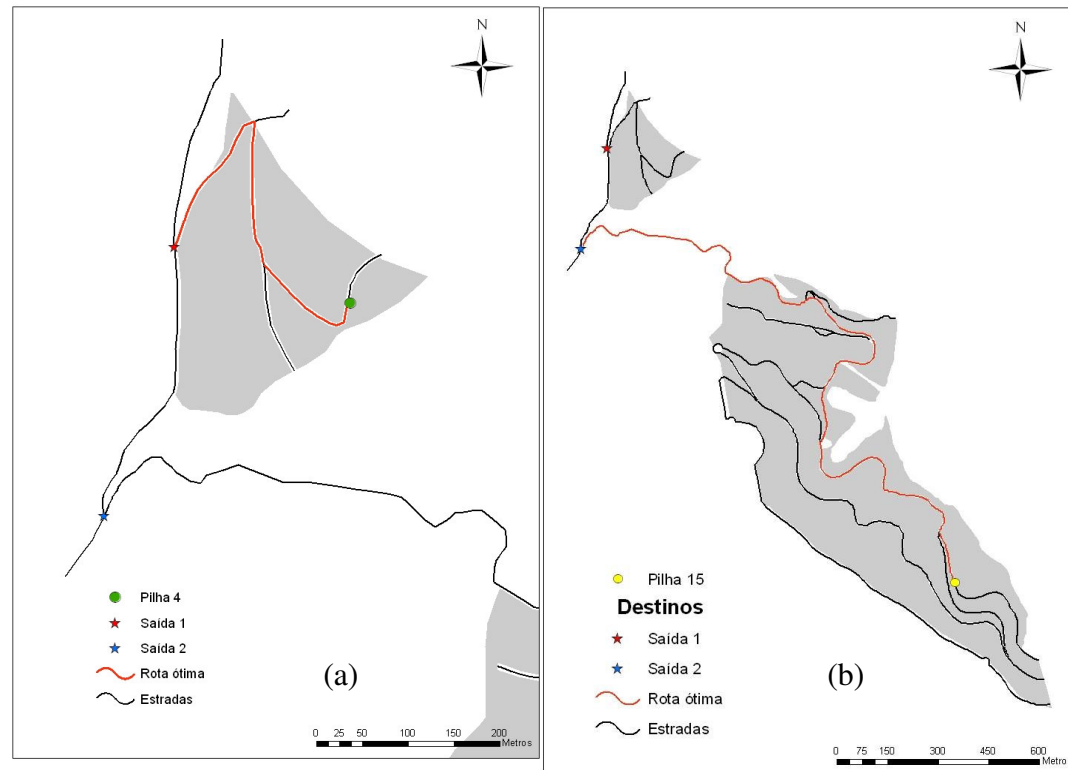 N
Pilha 4
Saída 1
Saída 2
Rota ótima
Estradas
(a)
0 25 50 100 150 200
Metros
N
Pilha 15
Destinos
Saída 1
Saída 2
Rota ótima
Estradas
(b)
0 75 150 300 450 600
Metro